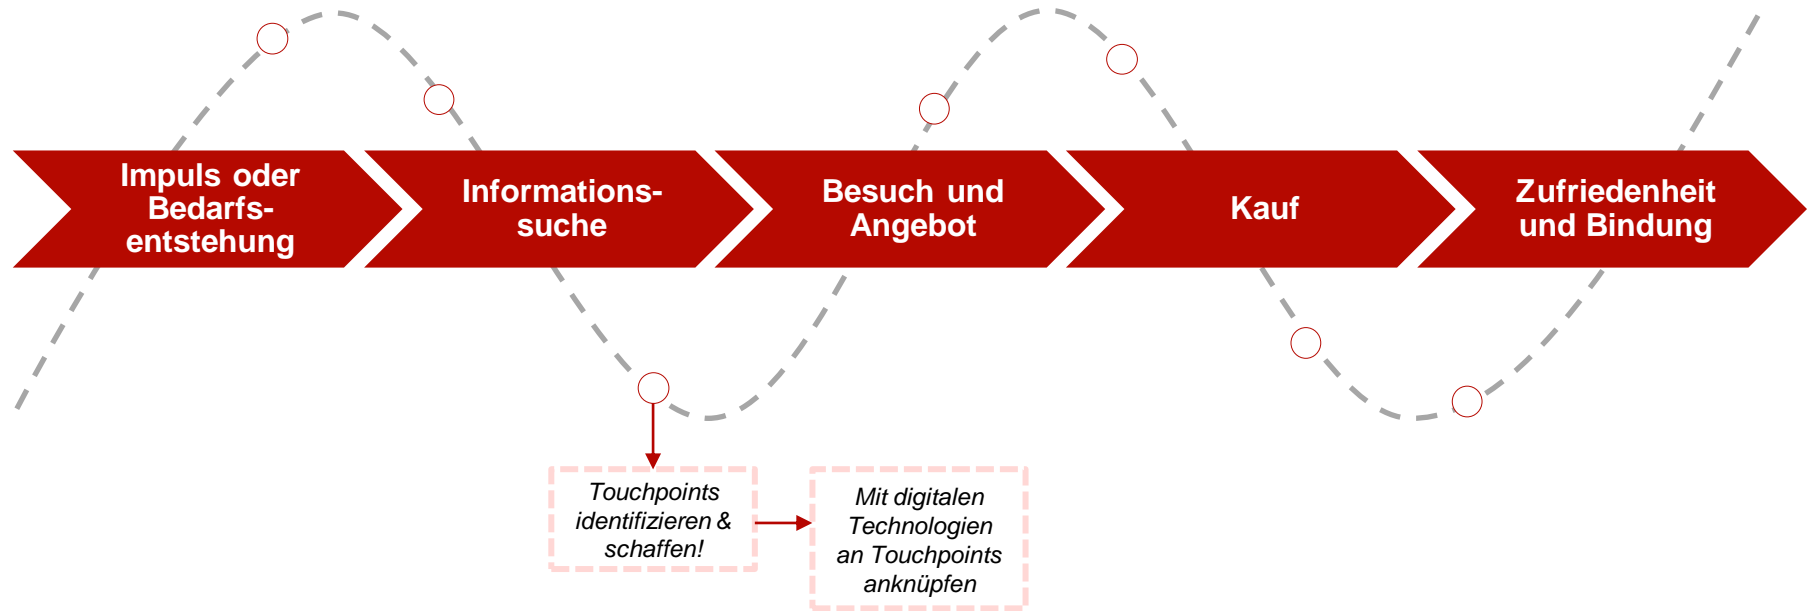 Impuls oder
Bedarfs-
entstehung
Informations-
suche
Besuch und
Angebot
Kauf
Zufriedenheit
und Bindung
Touchpoints
identifizieren &
schaffen!
Mit digitalen
Technologien
an Touchpoints
anknüpfen